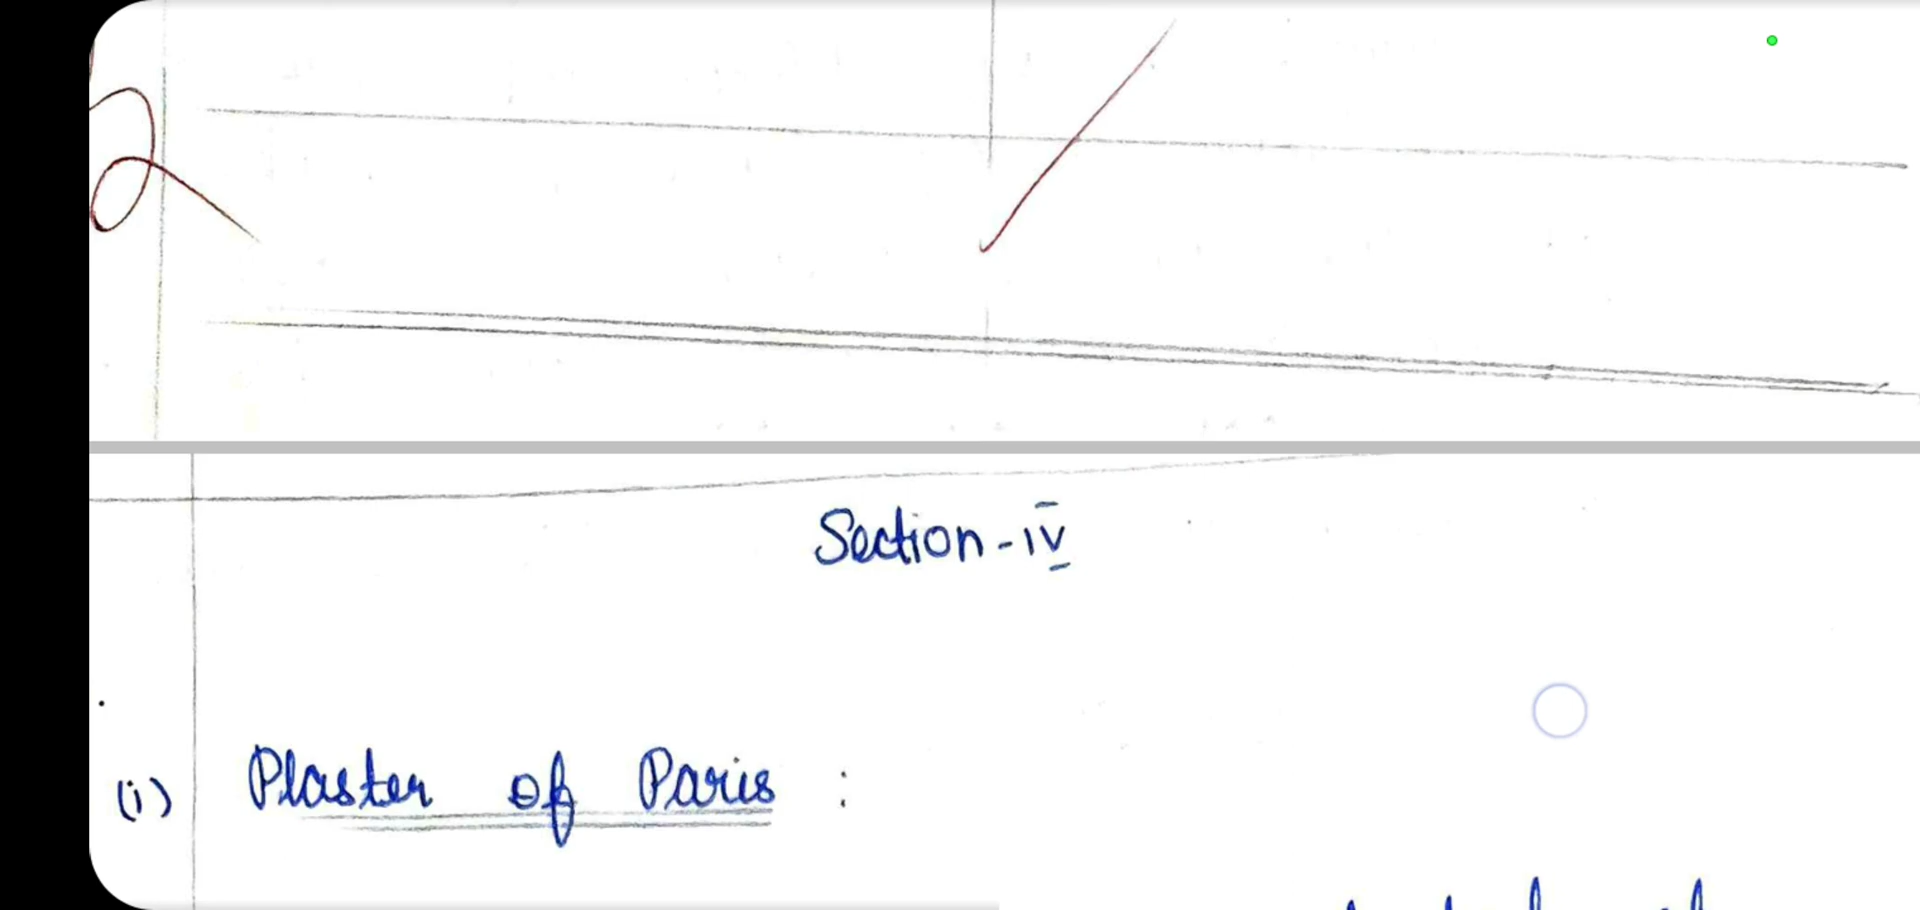 2
Section-IV
(i) Plaster of Paris :